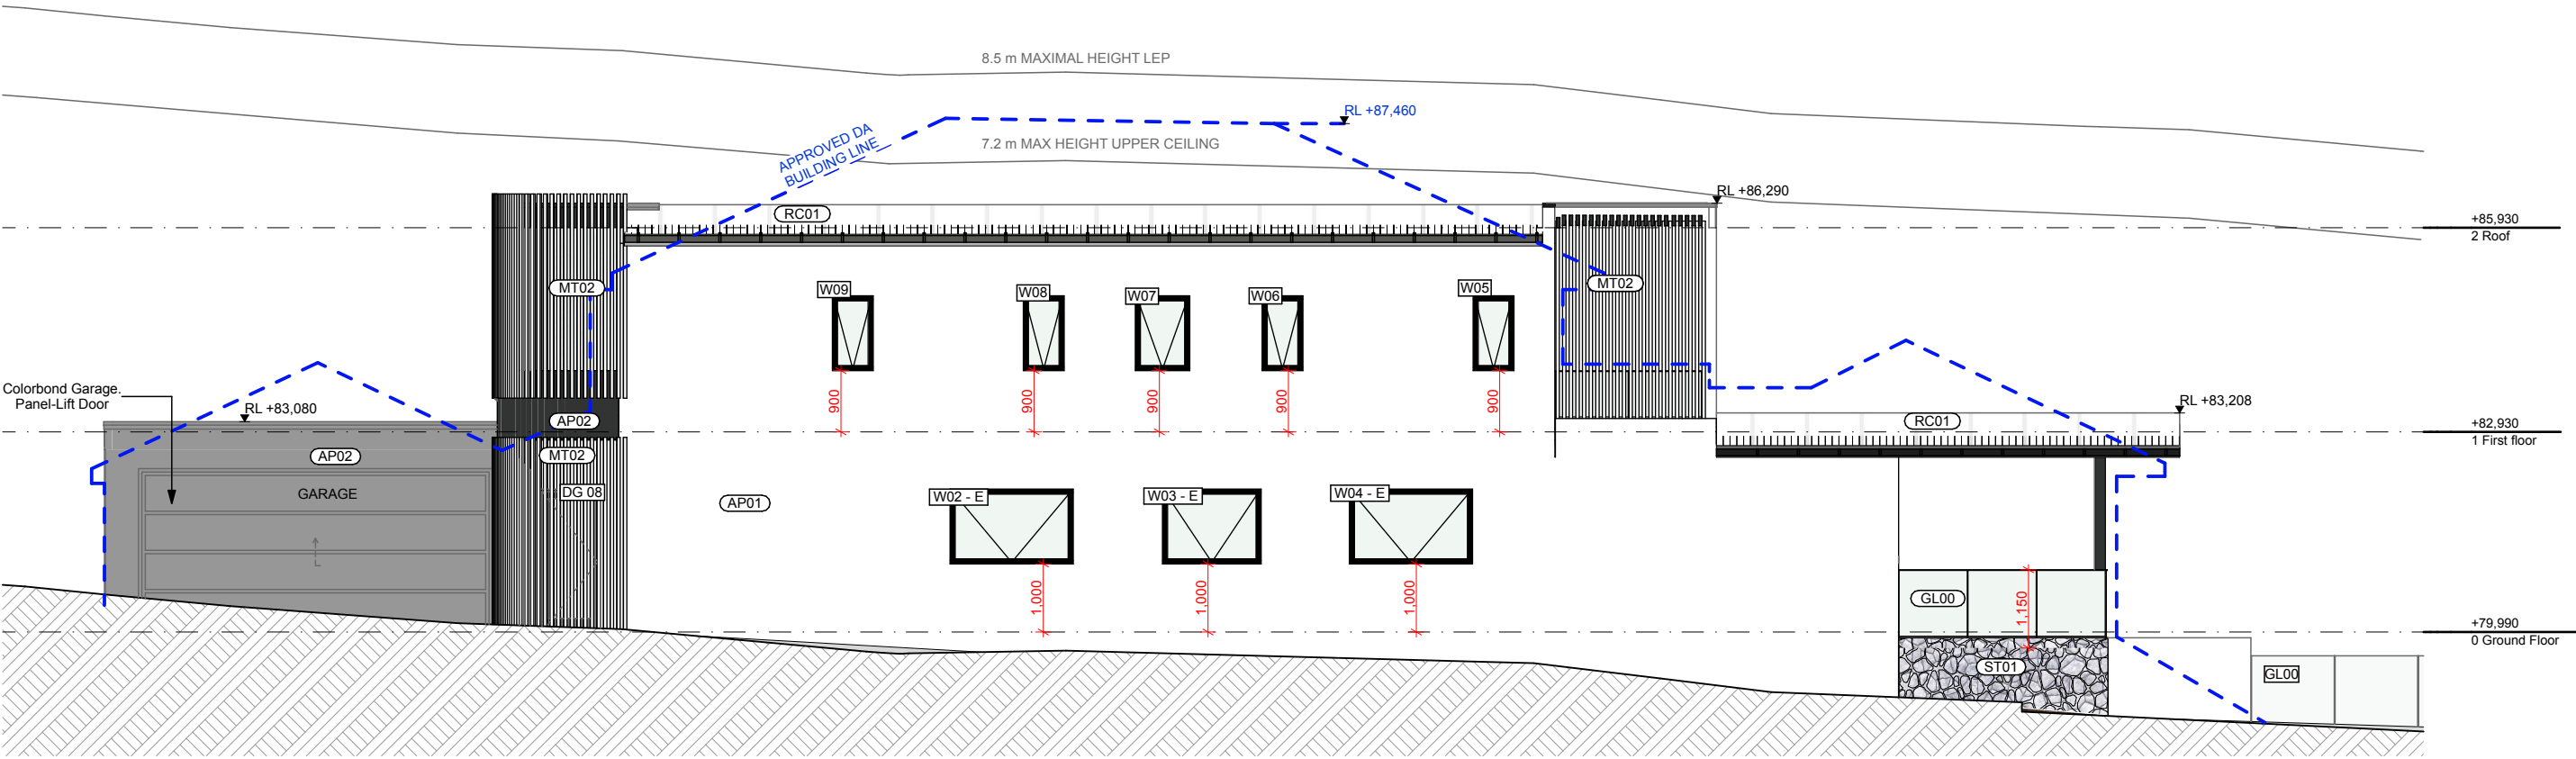 8.5 m MAXIMAL HEIGHT LEP
RL +87,460
APPROVED DA
BUILDING LINE
7.2 m MAX HEIGHT UPPER CEILING
RL +86,290
RC01
+85,930
2 Roof
MT02
W09
W08
W07
W06
W05
MT02
Colorbond Garage.
Panel-Lift Door
RL +83,080
900
900
900
900
900
RL +83,208
AP02
RC01
+82,930
1 First floor
AP02
MT02
GARAGE
DG 08
AP01
W02 - E
W03 - E
W04 - E
1,000
1,000
1,000
GL00
1,150
+79,990
0 Ground Floor
ST01
GL00